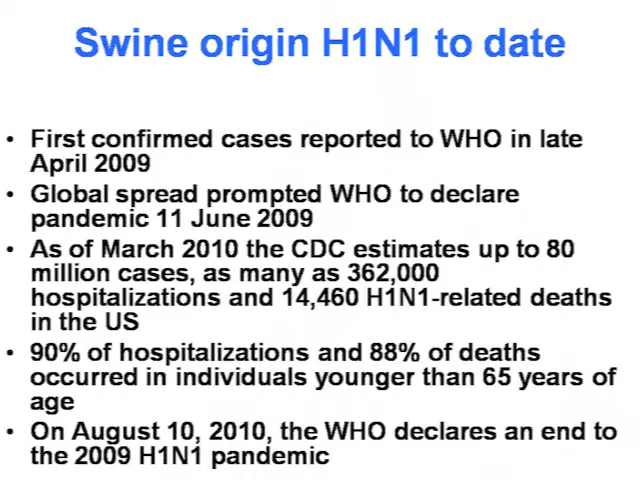 Swine origin H1N1 to date
• First confirmed cases reported to WHO in late
April 2009
• Global spread prompted WHO to declare
pandemic 11 June 2009
• As of March 2010 the CDC estimates up to 80
million cases, as many as 362,000
hospitalizations and 14,460 H1N1-related deaths
in the US
• 90% of hospitalizations and 88% of deaths
occurred in individuals younger than 65 years of
age
• On August 10, 2010, the WHO declares an end to
the 2009 H1N1 pandemic